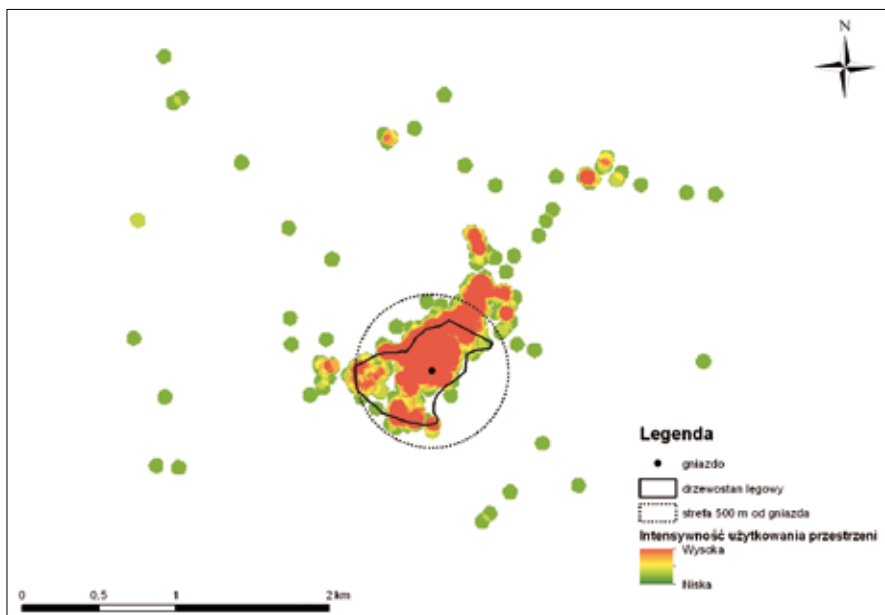 N
Legenda
gniazdo
drzewostan lęgowy
strefa 500 m od gniazda
Intensywność użytkowania przestrzeni
Wysoka
Niska
0 0,5 1 2 km